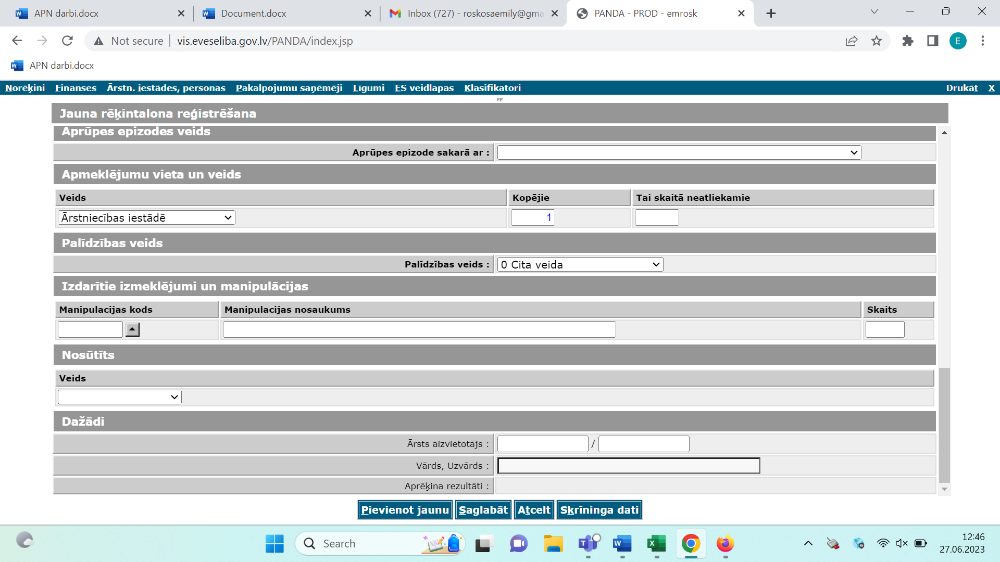 APN darbi.docx
Document.docx
Inbox (727) - roskosaemily@gma
PANDA - PROD - emrosk
Not secure
vis.eveseliba.gov.lv/PANDA/index.jsp
E
APN darbi.docx
Norēķini Finanses Ārstn. iestādes, personas Pakalpojumu saņēmēji Līgumi ES veidlapas Klasifikatori Drukāt X
Jauna rēķintalona reģistrēšana
Aprūpes epizodes veids
Aprūpes epizode sakarā ar :
Apmeklējumu vieta un veids
Veids Kopējie Tai skaitā neatliekamie
Ārstniecības iestādē 1
Palīdzības veids
Palīdzības veids : 0 Cita veida
Izdarītie izmeklējumi un manipulācijas
Manipulacijas kods Manipulacijas nosaukums Skaits
Nosūtīts
Veids
Dažādi
Ārsts aizvietotājs : /
Vārds, Uzvārds :
Aprēķina rezultāti :
Pievienot jaunu Saglabāt Atcelt Skrīninga dati
Search
12:46
27.06.2023